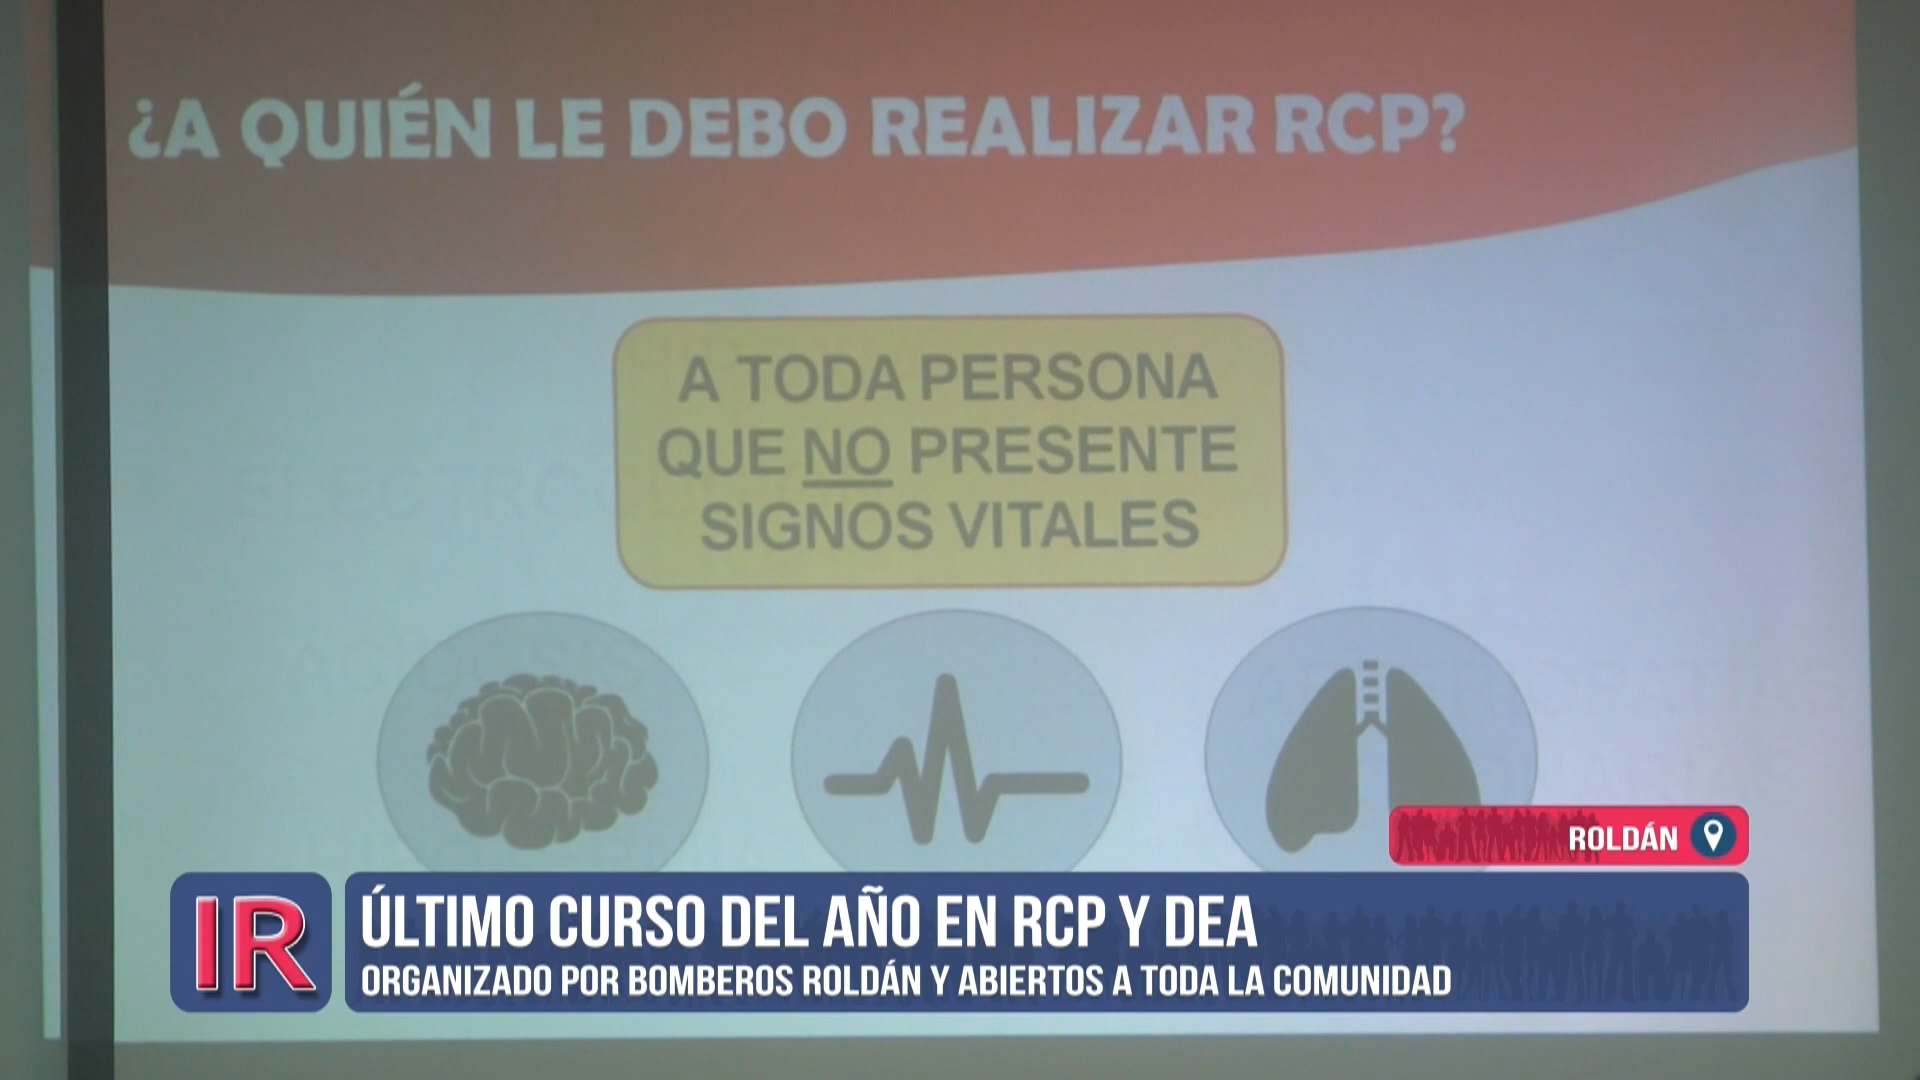 ¿A QUIÉN LE DEBO REALIZAR RCP?
A TODA PERSONA
QUE NO PRESENTE
SIGNOS VITALES
ROLDÁN
IR
ÚLTIMO CURSO DEL AÑO EN RCP Y DEA
ORGANIZADO POR BOMBEROS ROLDÁN Y ABIERTOS A TODA LA COMUNIDAD